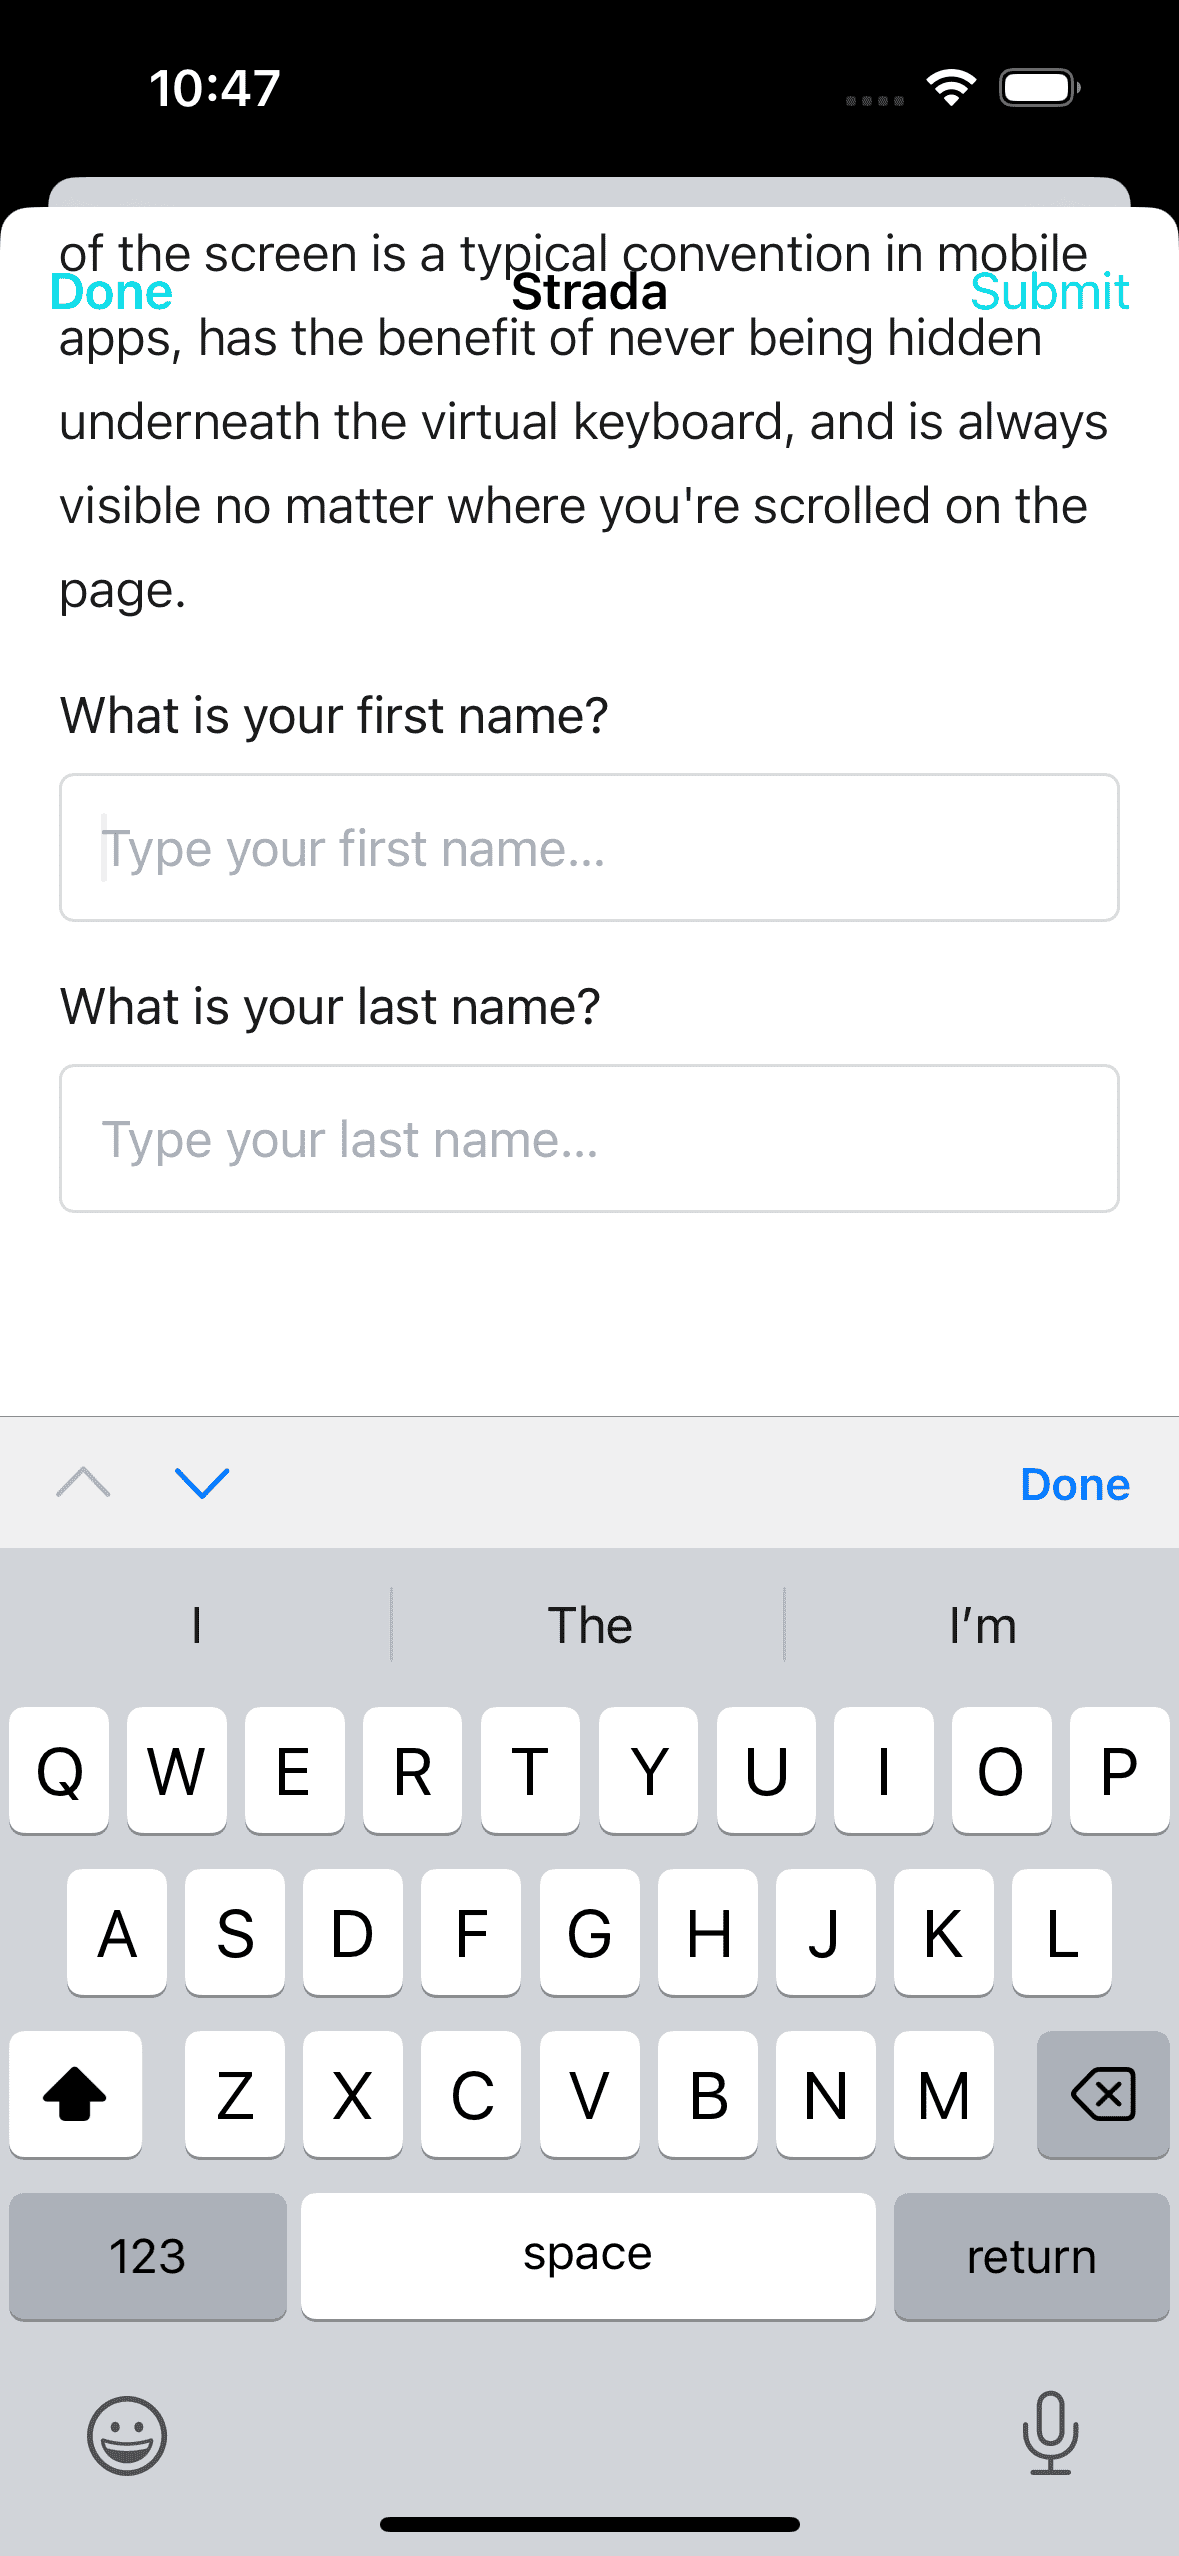 10:47
of the screen is a typical convention in mobile
Done Strada Submit
apps, has the benefit of never being hidden
underneath the virtual keyboard, and is always
visible no matter where you're scrolled on the
page.
What is your first name?
Type your first name...
What is your last name?
Type your last name...
Done
I The I’m
Q W E R T Y U I O P
A S D F G H J K L
Z X C V B N M
123 space return